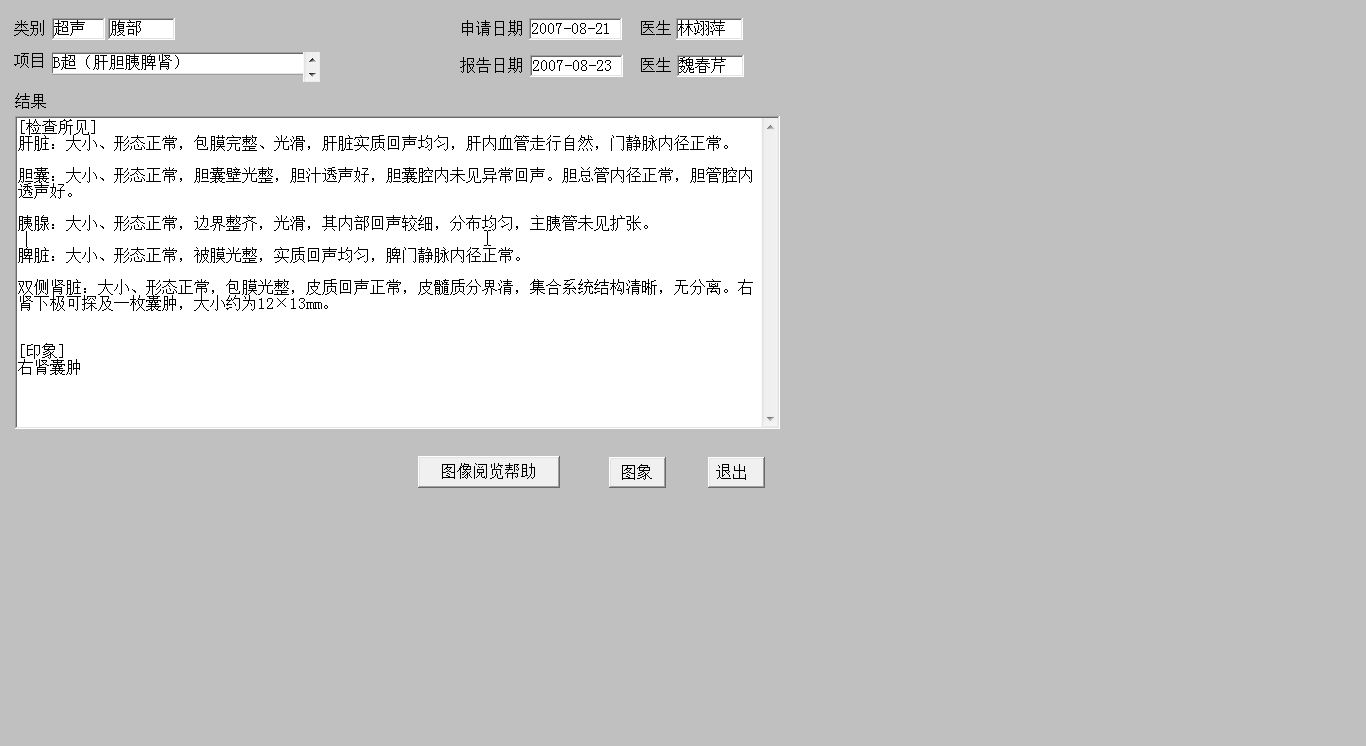 类别 超声 腹部 申请日期 2007-08-21 医生 林翊萍
项目 B超（肝胆胰脾肾） 报告日期 2007-08-23 医生 魏春芹
结果
[检查所见]
肝脏：大小、形态正常，包膜完整、光滑，肝脏实质回声均匀，肝内血管走行自然，门静脉内径正常。
胆囊：大小、形态正常，胆囊壁光整，胆汁透声好，胆囊腔内未见异常回声。胆总管内径正常，胆管腔内
透声好。
胰腺：大小、形态正常，边界整齐，光滑，其内部回声较细，分布均匀，主胰管未见扩张。
脾脏：大小、形态正常，被膜光整，实质回声均匀，脾门静脉内径正常。
双侧肾脏：大小、形态正常，包膜光整，皮质回声正常，皮髓质分界清，集合系统结构清晰，无分离。右
肾下极可探及一枚囊肿，大小约为12×13mm。
[印象]
右肾囊肿
图像阅览帮助 图象 退出